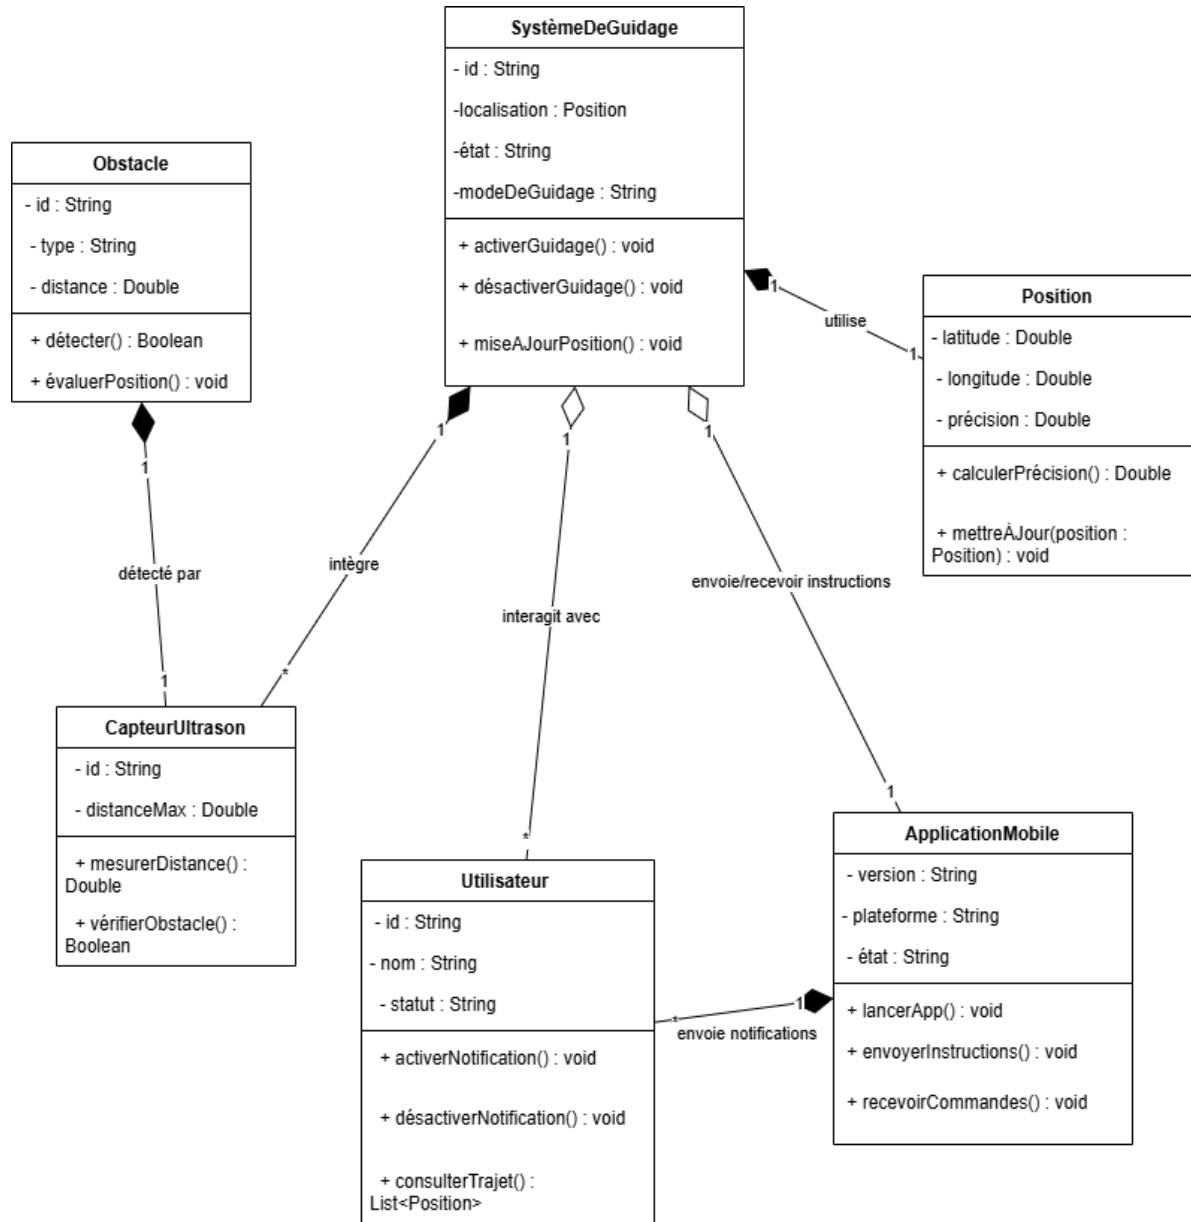 SystèmeDeGuidage
- id : String
-localisation : Position
-état : String
-modeDeGuidage : String
+ activerGuidage() : void
+ désactiverGuidage() : void
+ miseAJourPosition() : void
Obstacle
- id : String
- type : String
- distance : Double
+ détecter() : Boolean
+ évaluerPosition() : void
Position
- latitude : Double
- longitude : Double
- précision : Double
+ calculerPrécision() : Double
+ mettreÀJour(position :
Position) : void
1
utilise
1
1
détecté par
1
1
intègre
*
1
interagit avec
*
1
envoie/recevoir instructions
1
CapteurUltrason
- id : String
- distanceMax : Double
+ mesurerDistance() :
Double
+ vérifierObstacle() :
Boolean
Utilisateur
- id : String
- nom : String
- statut : String
+ activerNotification() : void
+ désactiverNotification() : void
+ consulterTrajet() :
List<Position>
ApplicationMobile
- version : String
- plateforme : String
- état : String
+ lancerApp() : void
+ envoyerInstructions() : void
+ recevoirCommandes() : void
1
*
envoie notifications